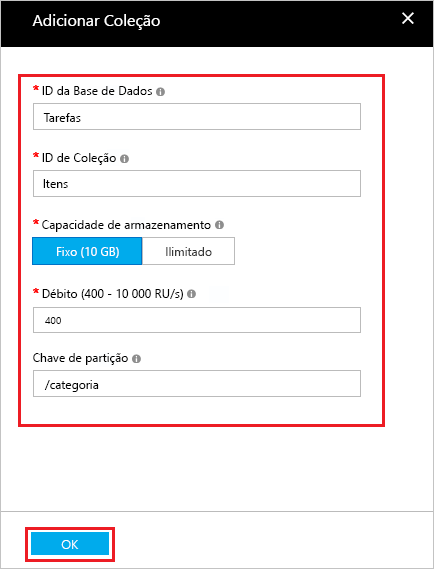 Adicionar Coleção
* ID da Base de Dados
Tarefas
* ID de Coleção
Itens
* Capacidade de armazenamento
Fixo (10 GB) Ilimitado
* Débito (400 - 10 000 RU/s)
400
Chave de partição
/categoria
OK